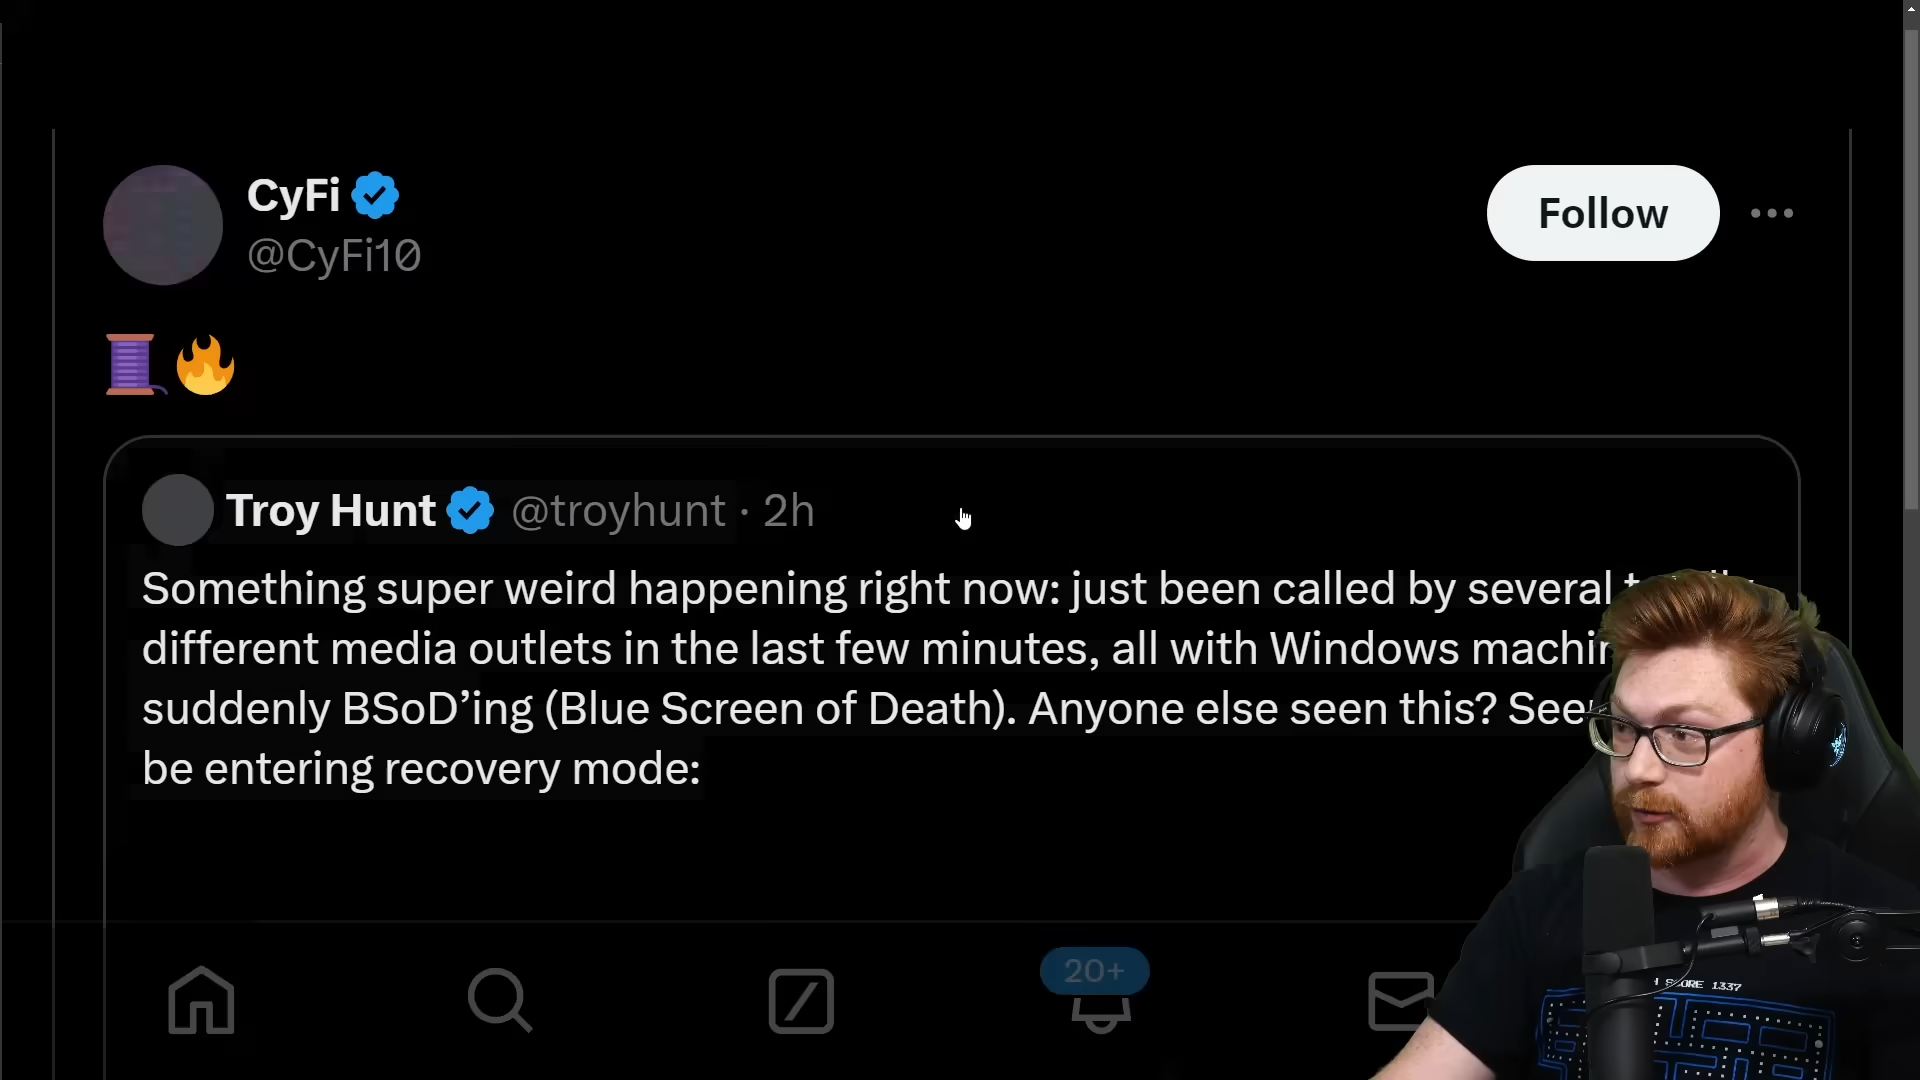 CyFi
@CyFi10
Follow
Troy Hunt @troyhunt · 2h
Something super weird happening right now: just been called by several
different media outlets in the last few minutes, all with Windows
suddenly BSoD’ing (Blue Screen of Death). Anyone else seen this?
be entering recovery mode:
20+
SCORE 1337